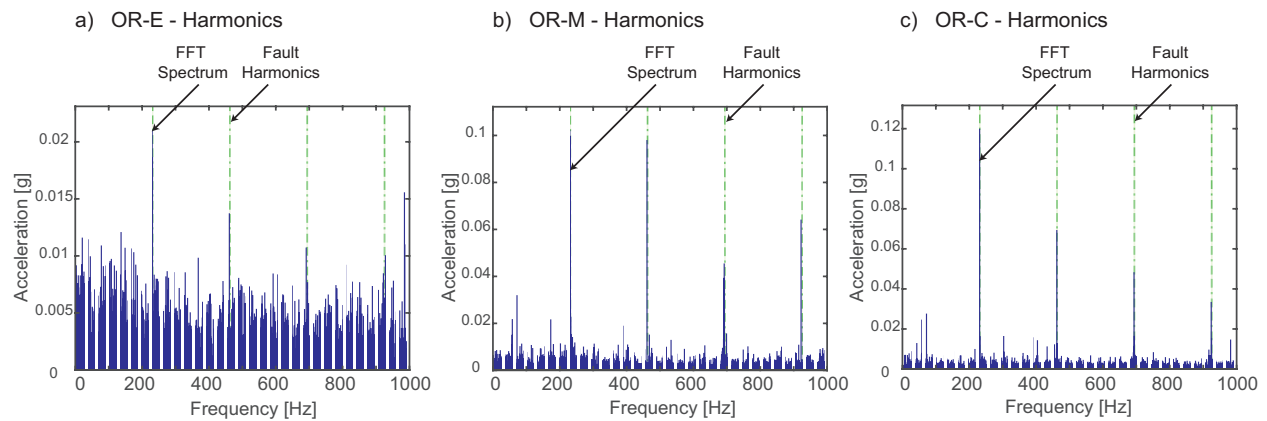 a) OR-E - Harmonics
FFT
Spectrum
Fault
Harmonics
0.02
0.015
0.01
0.005
0
Acceleration [g]
0 200 400 600 800 1000
Frequency [Hz]
b) OR-M - Harmonics
FFT
Spectrum
Fault
Harmonics
0.1
0.08
0.06
0.04
0.02
0
Acceleration [g]
0 200 400 600 800 1000
Frequency [Hz]
c) OR-C - Harmonics
FFT
Spectrum
Fault
Harmonics
0.12
0.1
0.08
0.06
0.04
0.02
0
Acceleration [g]
0 200 400 600 800 1000
Frequency [Hz]